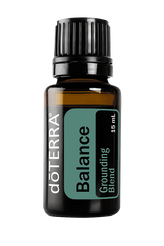 dōTERRA
Balance
Grounding
Blend
15 mL